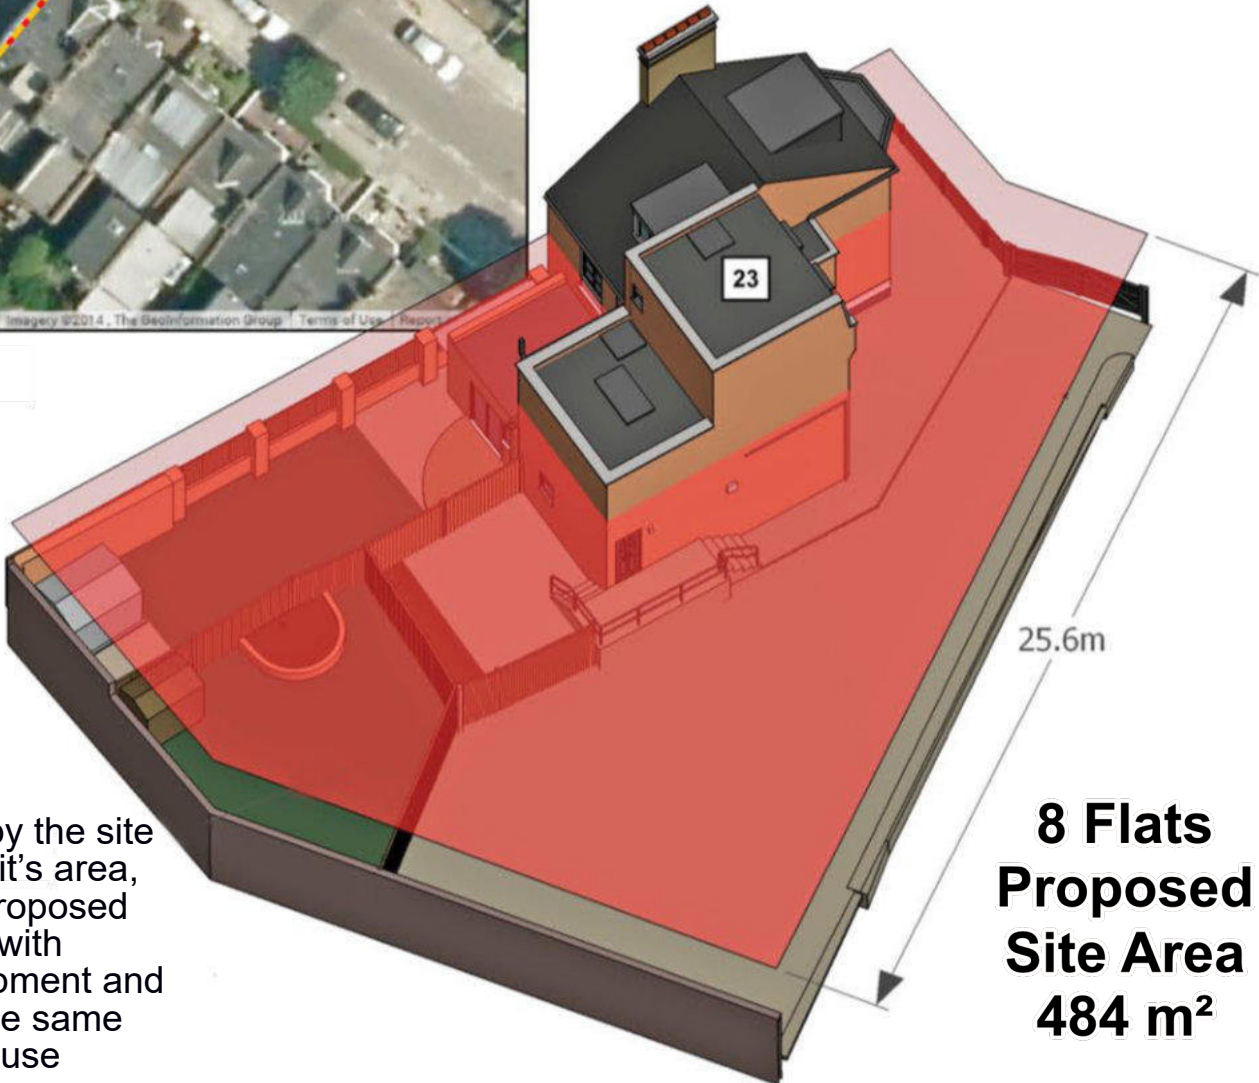 Imagery ©2014, The GeoInformation Group | Terms of Use | Report
23
25.6m
by the site
it’s area,
roposed
with
pment and
e same
use
8 Flats
Proposed
Site Area
484 m²